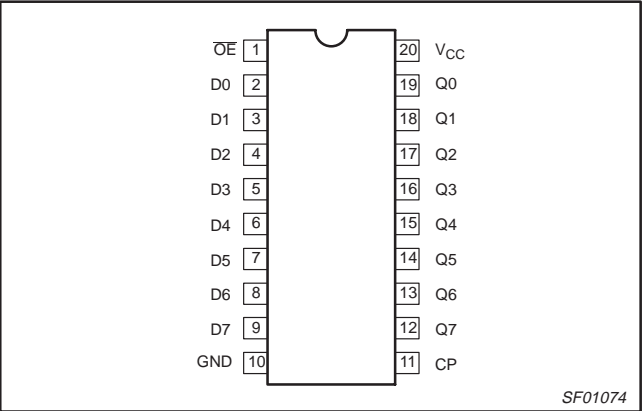 OE 1 20 VCC
D0 2 19 Q0
D1 3 18 Q1
D2 4 17 Q2
D3 5 16 Q3
D4 6 15 Q4
D5 7 14 Q5
D6 8 13 Q6
D7 9 12 Q7
GND 10 11 CP
SF01074